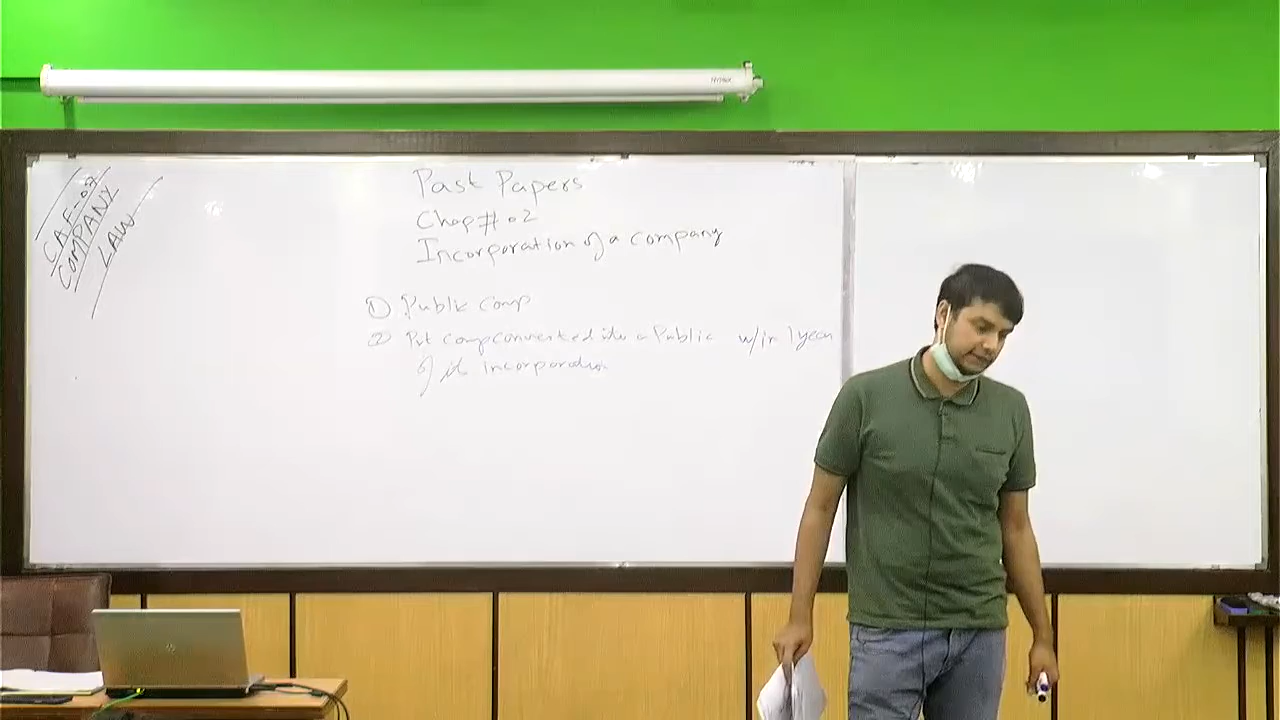 CAF-07
COMPANY
LAW
Past Papers
Chap # 02
Incorporation of a company
① Public Comp
② Pvt comp converted into a Public w/in 1 year
of its incorporation
hp